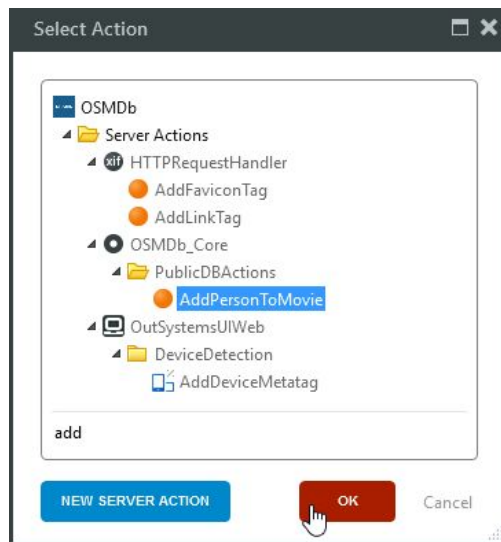 Select Action
OSMDb
Server Actions
xif HTTPRequestHandler
AddFaviconTag
AddLinkTag
OSMDb_Core
PublicDBActions
AddPersonToMovie
OutSystemsUIWeb
DeviceDetection
AddDeviceMetatag
add
NEW SERVER ACTION
OK
Cancel